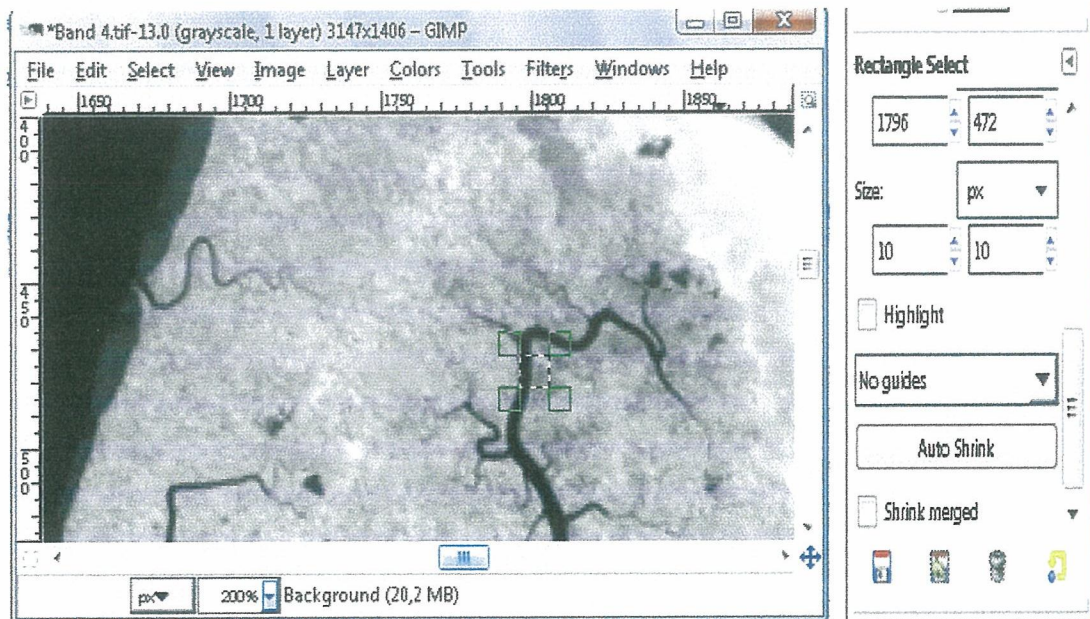 *Band 4.tif-13.0 (grayscale, 1 layer) 3147x1406 – GIMP
File Edit Select View Image Layer Colors Tools Filters Windows Help
1650 1700 1750 1800 1850
400
450
500
px 200% Background (20,2 MB)
Rectangle Select
1796 472
Size: px
10 10
Highlight
No guides
Auto Shrink
Shrink merged